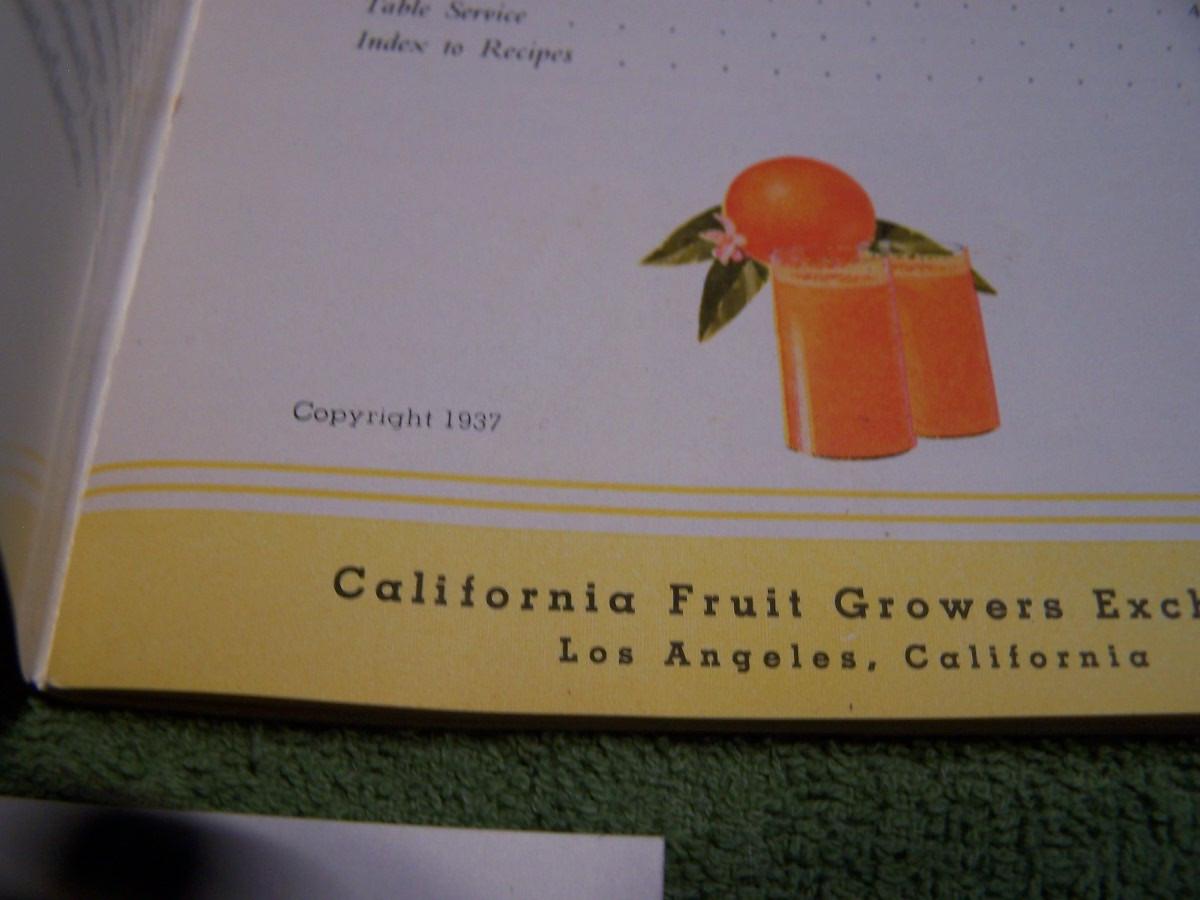 Table Service
Index to Recipes
Copyright 1937
California Fruit Growers Exch
Los Angeles, California